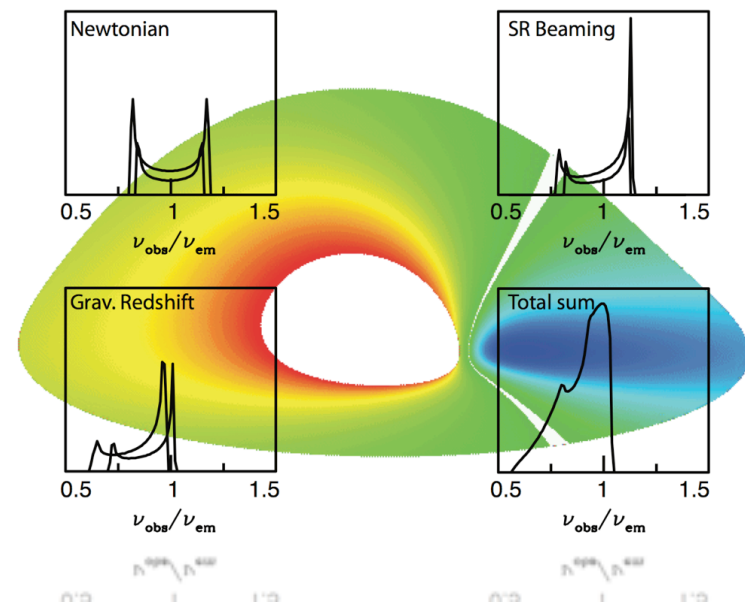 Newtonian
0.5 1 1.5
ν_obs/ν_em
SR Beaming
0.5 1 1.5
ν_obs/ν_em
Grav. Redshift
0.5 1 1.5
ν_obs/ν_em
Total sum
0.5 1 1.5
ν_obs/ν_em